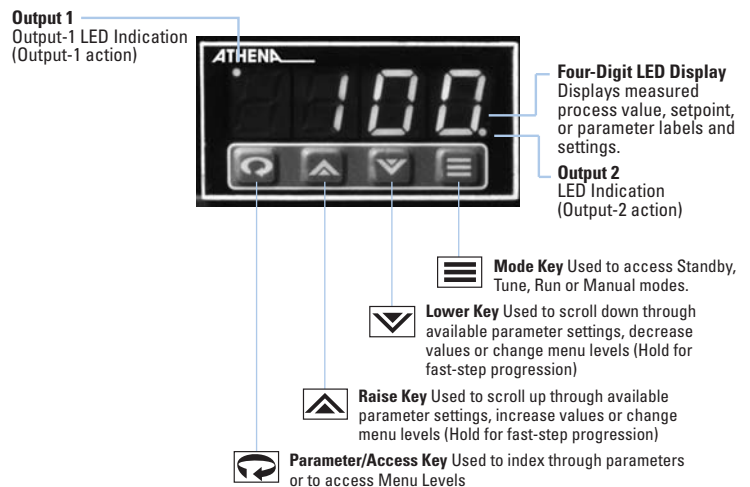 Output 1
Output-1 LED Indication
(Output-1 action)
ATHENA
100.
Four-Digit LED Display
Displays measured
process value, setpoint,
or parameter labels and
settings.
Output 2
LED Indication
(Output-2 action)
Mode Key Used to access Standby,
Tune, Run or Manual modes.
Lower Key Used to scroll down through
available parameter settings, decrease
values or change menu levels (Hold for
fast-step progression)
Raise Key Used to scroll up through available
parameter settings, increase values or change
menu levels (Hold for fast-step progression)
Parameter/Access Key Used to index through parameters
or to access Menu Levels